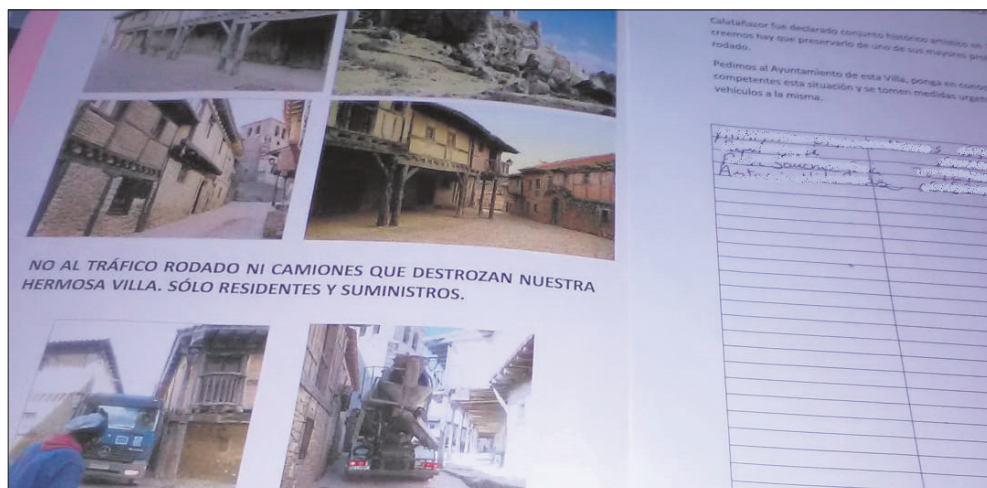 NO AL TRÁFICO RODADO NI CAMIONES QUE DESTROZAN NUESTRA
HERMOSA VILLA. SÓLO RESIDENTES Y SUMINISTROS.
Calatañazor fue declarado conjunto histórico artístico en
creemos hay que preservarlo de uno de sus mayores
rodado.
Pedimos al Ayuntamiento de esta Villa, ponga en
competentes esta situación y se tomen medidas
vehículos a la misma.